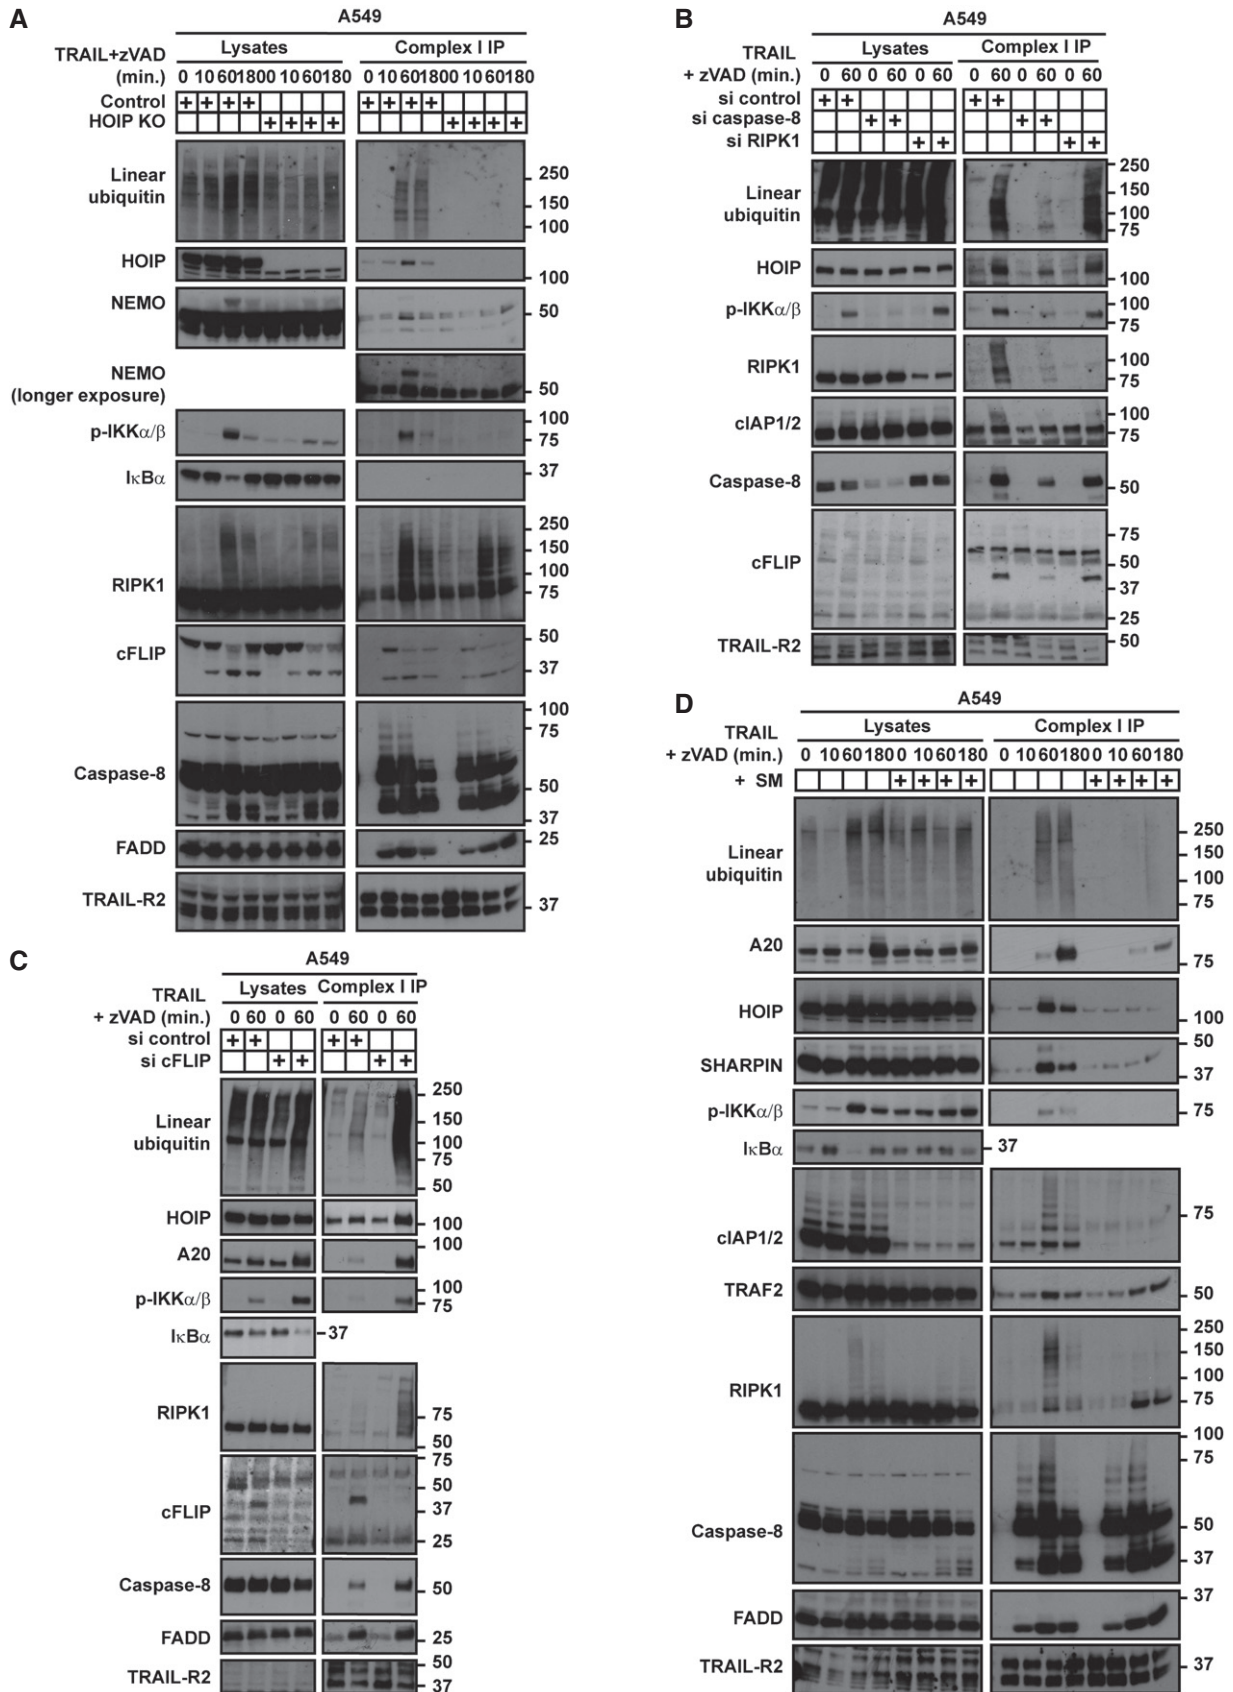 A
A549
TRAIL+zVAD (min.)
Lysates
Complex I IP
0 10 60 180 0 10 60 180
0 10 60 180 0 10 60 180
Control + + + + + + + +
HOIP KO + + + + + + + +
Linear ubiquitin
250
150
100
HOIP
100
NEMO
50
NEMO (longer exposure)
50
p-IKKα/β
100
75
IκBα
37
RIPK1
250
150
100
75
cFLIP
50
37
Caspase-8
100
75
50
37
FADD
25
TRAIL-R2
37
B
A549
TRAIL + zVAD (min.)
Lysates
Complex I IP
0 60 0 60 0 60
0 60 0 60 0 60
si control + + + +
si caspase-8 + + + +
si RIPK1 + + + +
Linear ubiquitin
250
150
100
75
HOIP
100
p-IKKα/β
100
75
RIPK1
100
75
cIAP1/2
100
75
Caspase-8
50
cFLIP
75
50
37
25
TRAIL-R2
50
C
A549
TRAIL + zVAD (min.)
Lysates
Complex I IP
0 60 0 60
0 60 0 60
si control + + + +
si cFLIP + + + +
Linear ubiquitin
250
150
100
75
50
HOIP
100
A20
100
p-IKKα/β
100
75
IκBα
37
RIPK1
75
50
cFLIP
75
50
37
25
Caspase-8
50
FADD
25
TRAIL-R2
50
37
D
A549
TRAIL + zVAD (min.)
Lysates
Complex I IP
0 10 60 180 0 10 60 180
0 10 60 180 0 10 60 180
+ SM + + + + + + + +
Linear ubiquitin
250
150
100
75
A20
75
HOIP
100
SHARPIN
50
37
p-IKKα/β
75
IκBα
37
cIAP1/2
75
TRAF2
50
RIPK1
250
150
100
75
Caspase-8
100
75
50
37
FADD
37
TRAIL-R2
37